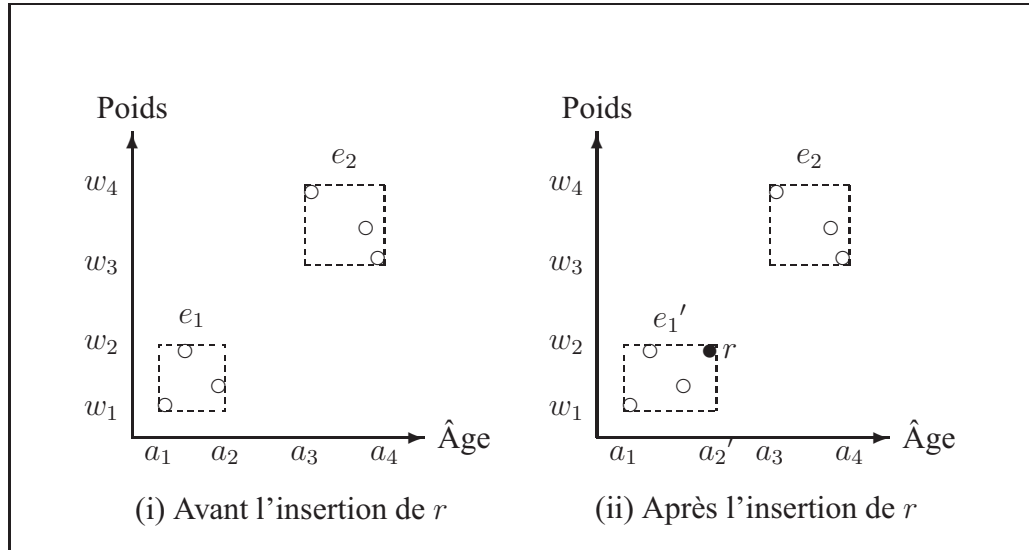 Poids
e₂
w₄
w₃
e₁
w₂
w₁
Âge
a₁ a₂ a₃ a₄
(i) Avant l'insertion de r
Poids
e₂
w₄
w₃
e₁′
w₂
r
w₁
Âge
a₁ a₂′ a₃ a₄
(ii) Après l'insertion de r